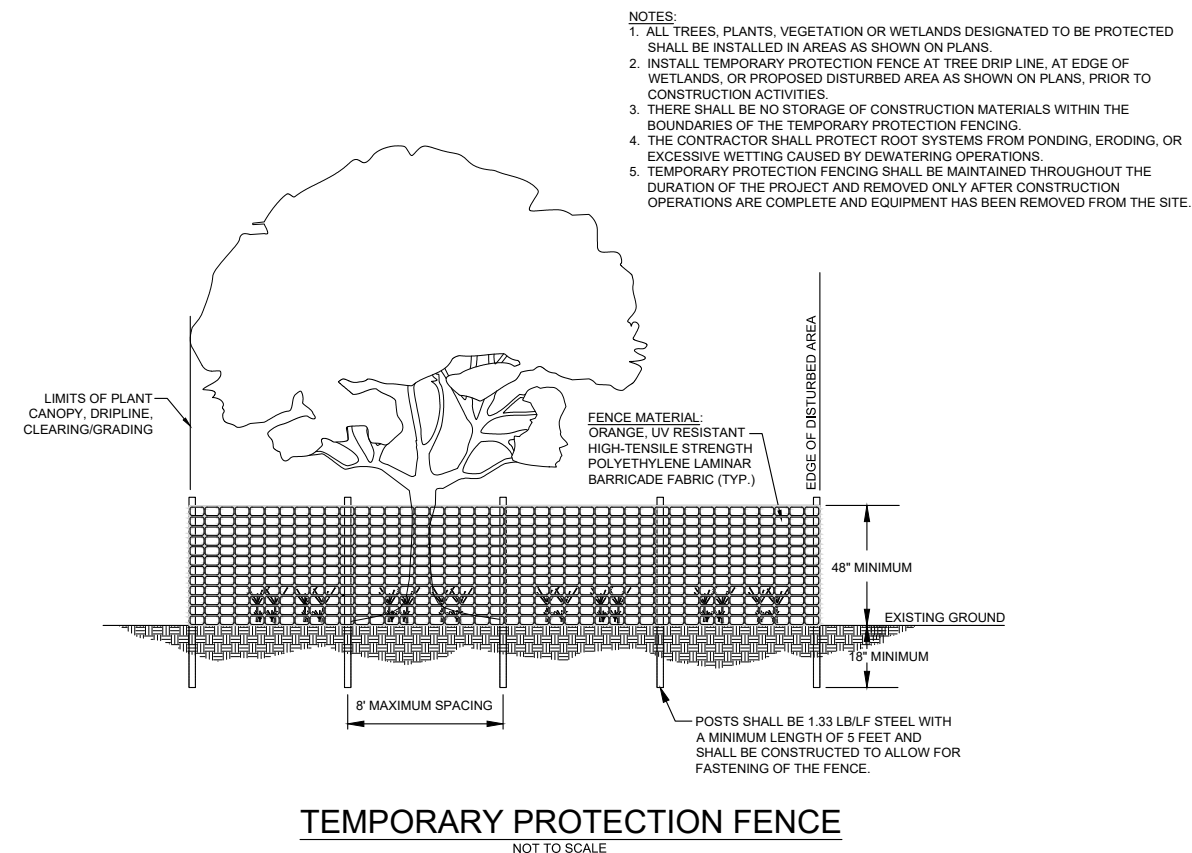 NOTES:
1. ALL TREES, PLANTS, VEGETATION OR WETLANDS DESIGNATED TO BE PROTECTED
SHALL BE INSTALLED IN AREAS AS SHOWN ON PLANS.
2. INSTALL TEMPORARY PROTECTION FENCE AT TREE DRIP LINE, AT EDGE OF
WETLANDS, OR PROPOSED DISTURBED AREA AS SHOWN ON PLANS, PRIOR TO
CONSTRUCTION ACTIVITIES.
3. THERE SHALL BE NO STORAGE OF CONSTRUCTION MATERIALS WITHIN THE
BOUNDARIES OF THE TEMPORARY PROTECTION FENCING.
4. THE CONTRACTOR SHALL PROTECT ROOT SYSTEMS FROM PONDING, ERODING, OR
EXCESSIVE WETTING CAUSED BY DEWATERING OPERATIONS.
5. TEMPORARY PROTECTION FENCING SHALL BE MAINTAINED THROUGHOUT THE
DURATION OF THE PROJECT AND REMOVED ONLY AFTER CONSTRUCTION
OPERATIONS ARE COMPLETE AND EQUIPMENT HAS BEEN REMOVED FROM THE SITE.
LIMITS OF PLANT
CANOPY, DRIPLINE,
CLEARING/GRADING
FENCE MATERIAL:
ORANGE, UV RESISTANT
HIGH-TENSILE STRENGTH
POLYETHYLENE LAMINAR
BARRICADE FABRIC (TYP.)
EDGE OF DISTURBED AREA
48" MINIMUM
EXISTING GROUND
18" MINIMUM
8' MAXIMUM SPACING
POSTS SHALL BE 1.33 LB/LF STEEL WITH
A MINIMUM LENGTH OF 5 FEET AND
SHALL BE CONSTRUCTED TO ALLOW FOR
FASTENING OF THE FENCE.
TEMPORARY PROTECTION FENCE
NOT TO SCALE